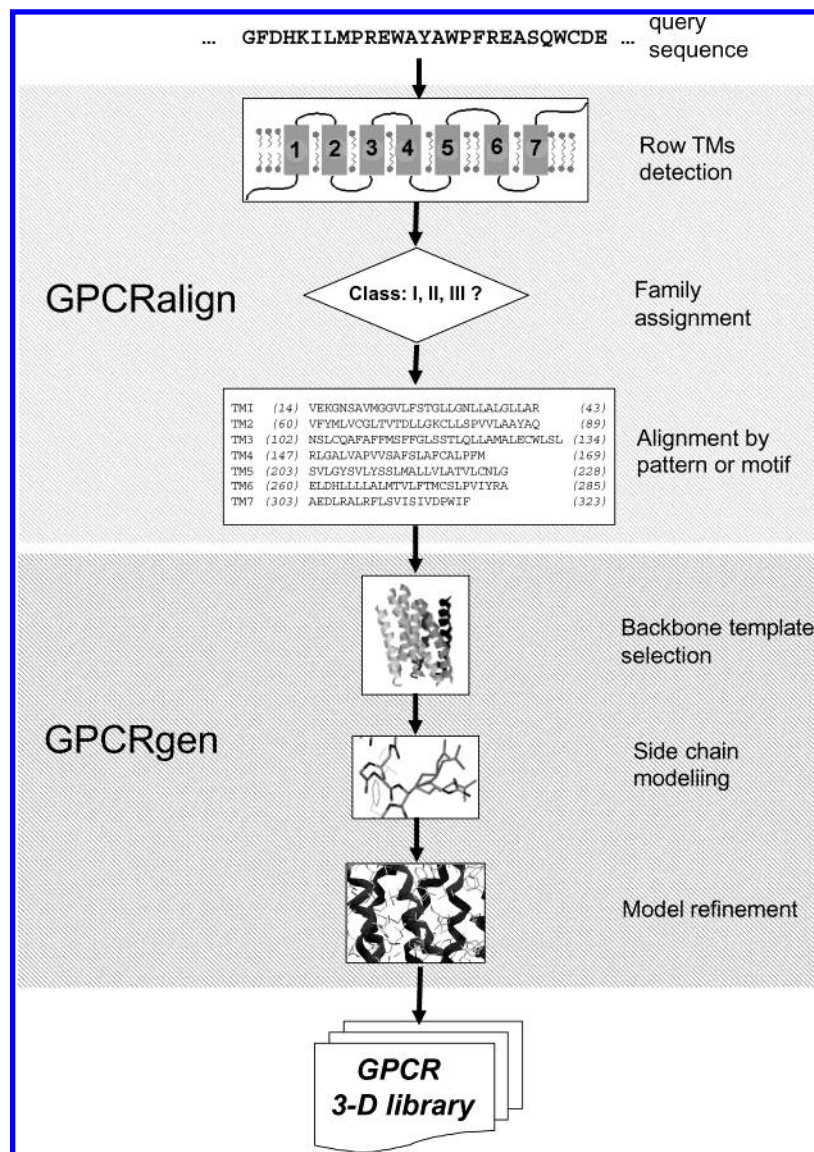 query
... GFDHKILMPREWAYAWPFREASQWCDE ...
sequence
1 2 3 4 5 6 7
Row TMs
detection
GPCRalign
Class: I, II, III ?
Family
assignment
TMI (14) VEKGNSAVMGGVLFSTGLLGNLLALGLLAR (43)
TM2 (60) VFYMLVCGLTVTDLLGKCLLSPVVLAAYAQ (89)
TM3 (102) NSLCQAFAFFMSFFGLSSTLQLLAMALECWLSL (134)
TM4 (147) RLGALVAPVVSAFSLAFCALPFM (169)
TM5 (203) SVLGYSVLYSSLMALLVLATVLCNLG (228)
TM6 (260) ELDHLLLLALMTVLFTMCSLPVIYRA (285)
TM7 (303) AEDLRALRFLSVISIVDPWIF (323)
Alignment by
pattern or motif
Backbone template
selection
GPCRgen
Side chain
modeliing
Model refinement
GPCR
3-D library